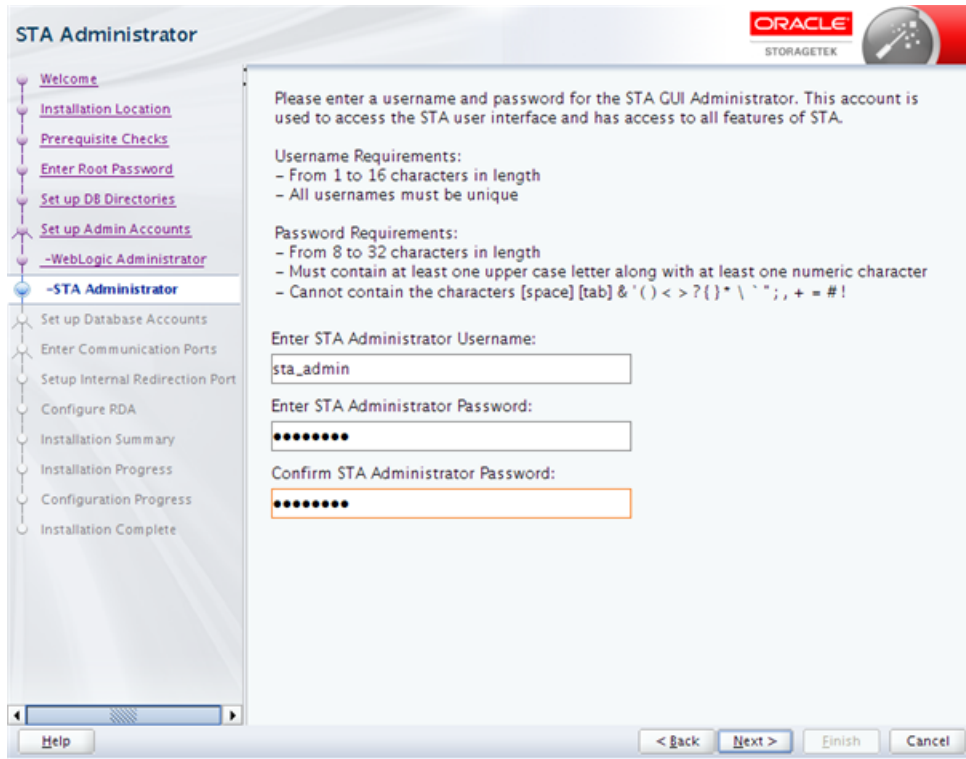 STA Administrator
ORACLE
STORAGETEK
Welcome
Installation Location
Prerequisite Checks
Enter Root Password
Set up DB Directories
Set up Admin Accounts
-WebLogic Administrator
-STA Administrator
Set up Database Accounts
Enter Communication Ports
Setup Internal Redirection Port
Configure RDA
Installation Summary
Installation Progress
Configuration Progress
Installation Complete
Please enter a username and password for the STA GUI Administrator. This account is
used to access the STA user interface and has access to all features of STA.
Username Requirements:
– From 1 to 16 characters in length
– All usernames must be unique
Password Requirements:
– From 8 to 32 characters in length
– Must contain at least one upper case letter along with at least one numeric character
– Cannot contain the characters [space] [tab] & ' ( ) < > ? { } * \ ` " ; , + = # !
Enter STA Administrator Username:
sta_admin
Enter STA Administrator Password:
••••••••
Confirm STA Administrator Password:
••••••••
Help
< Back
Next >
Finish
Cancel